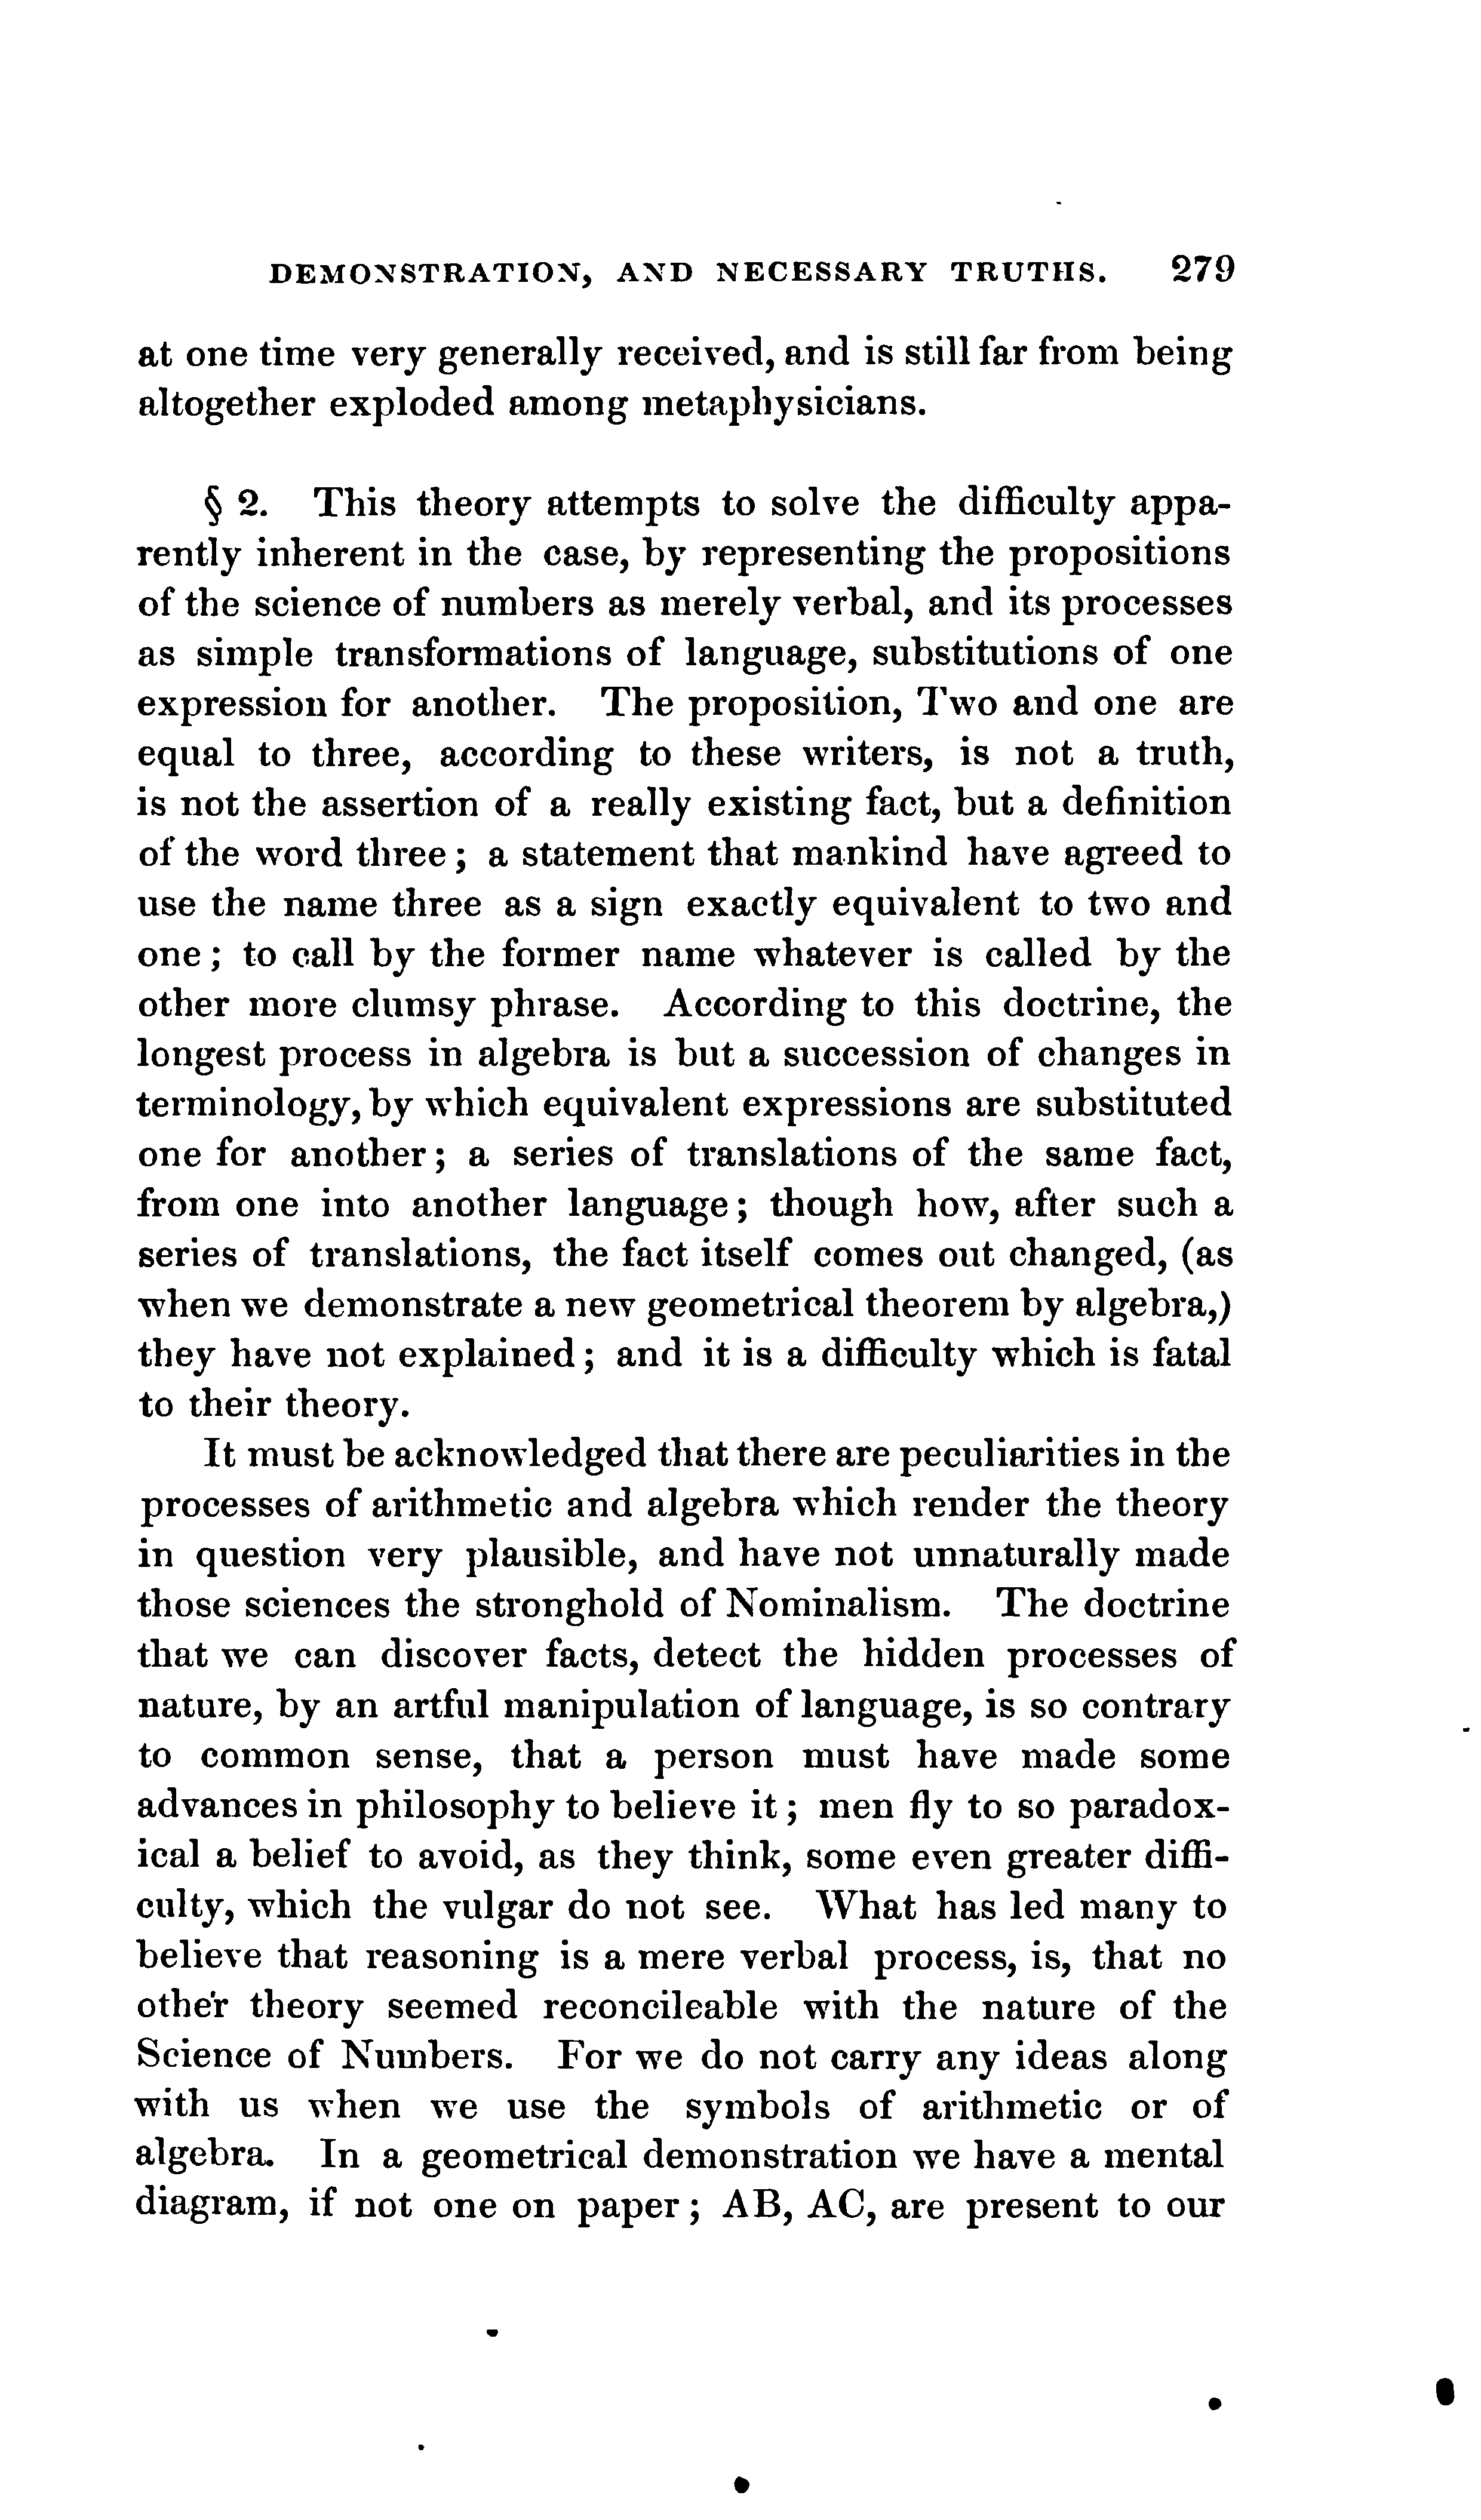 DEMONSTRATION, AND NECESSARY TRUTHS. 279
at one time very generally received, and is still far from being
altogether exploded among metaphysicians.
§ 2. This theory attempts to solve the difficulty appa-
rently inherent in the case, by representing the propositions
of the science of numbers as merely verbal, and its processes
as simple transformations of language, substitutions of one
expression for another. The proposition, Two and one are
equal to three, according to these writers, is not a truth,
is not the assertion of a really existing fact, but a definition
of the word three; a statement that mankind have agreed to
use the name three as a sign exactly equivalent to two and
one; to call by the former name whatever is called by the
other more clumsy phrase. According to this doctrine, the
longest process in algebra is but a succession of changes in
terminology, by which equivalent expressions are substituted
one for another; a series of translations of the same fact,
from one into another language; though how, after such a
series of translations, the fact itself comes out changed, (as
when we demonstrate a new geometrical theorem by algebra,)
they have not explained; and it is a difficulty which is fatal
to their theory.
It must be acknowledged that there are peculiarities in the
processes of arithmetic and algebra which render the theory
in question very plausible, and have not unnaturally made
those sciences the stronghold of Nominalism. The doctrine
that we can discover facts, detect the hidden processes of
nature, by an artful manipulation of language, is so contrary
to common sense, that a person must have made some
advances in philosophy to believe it; men fly to so paradox-
ical a belief to avoid, as they think, some even greater diffi-
culty, which the vulgar do not see. What has led many to
believe that reasoning is a mere verbal process, is, that no
other theory seemed reconcileable with the nature of the
Science of Numbers. For we do not carry any ideas along
with us when we use the symbols of arithmetic or of
algebra. In a geometrical demonstration we have a mental
diagram, if not one on paper; AB, AC, are present to our